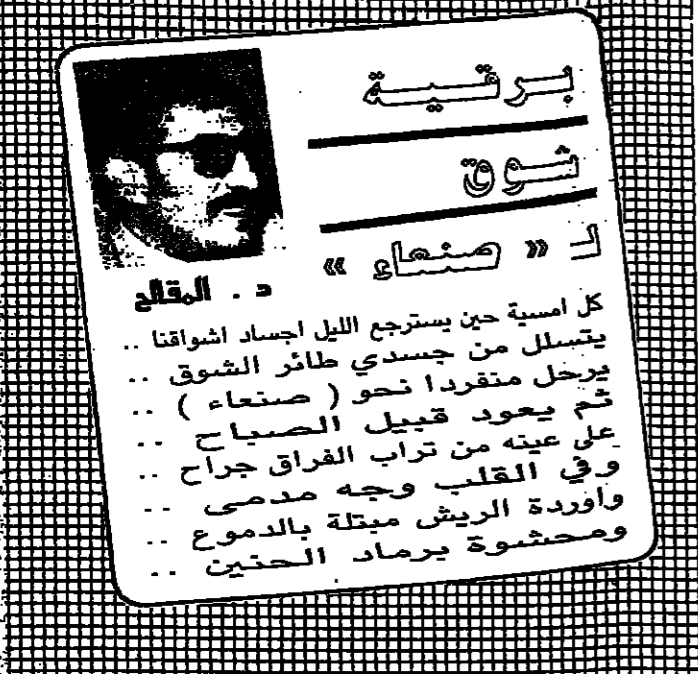 برقية
شوق
لـ « صنعاء »
د . المقالح
كل امسية حين يسترجع الليل اجساد اشواقنا ..
يتسلل من جسدي طائر الشوق ..
يرحل منفردا نحو ( صنعاء ) ..
ثم يعود قبيل الصباح ..
على عينه من تراب الفراق جراح ..
وفي القلب وجه مدمى ..
واوردة الريش مبتلة بالدموع ..
ومحشوة برماد الحنين ..